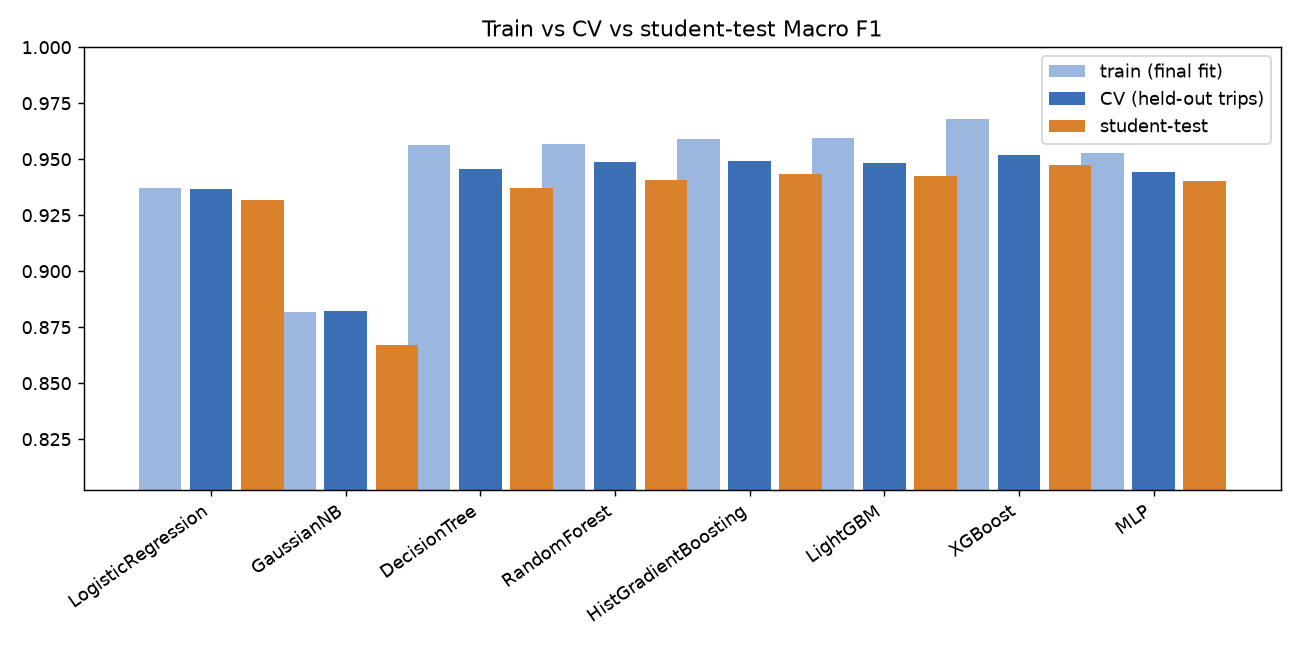 Train vs CV vs student-test Macro F1
1.000
0.975
0.950
0.925
0.900
0.875
0.850
0.825
train (final fit)
CV (held-out trips)
student-test
LogisticRegression
GaussianNB
DecisionTree
RandomForest
HistGradientBoosting
LightGBM
XGBoost
MLP